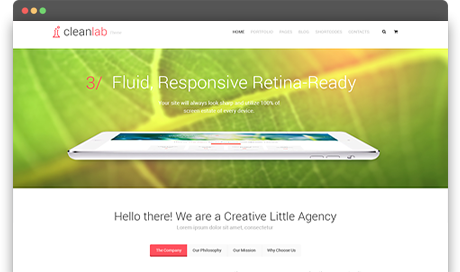 cleanlab
HOME PORTFOLIO PAGES BLOG SHORTCODES CONTACTS
3/ Fluid, Responsive Retina-Ready
Your site will always look sharp and utilize 100% of
screen estate of every device.
Hello there! We are a Creative Little Agency
Lorem ipsum dolor sit amet, consectetur
The Company Our Philosophy Our Mission Why Choose Us